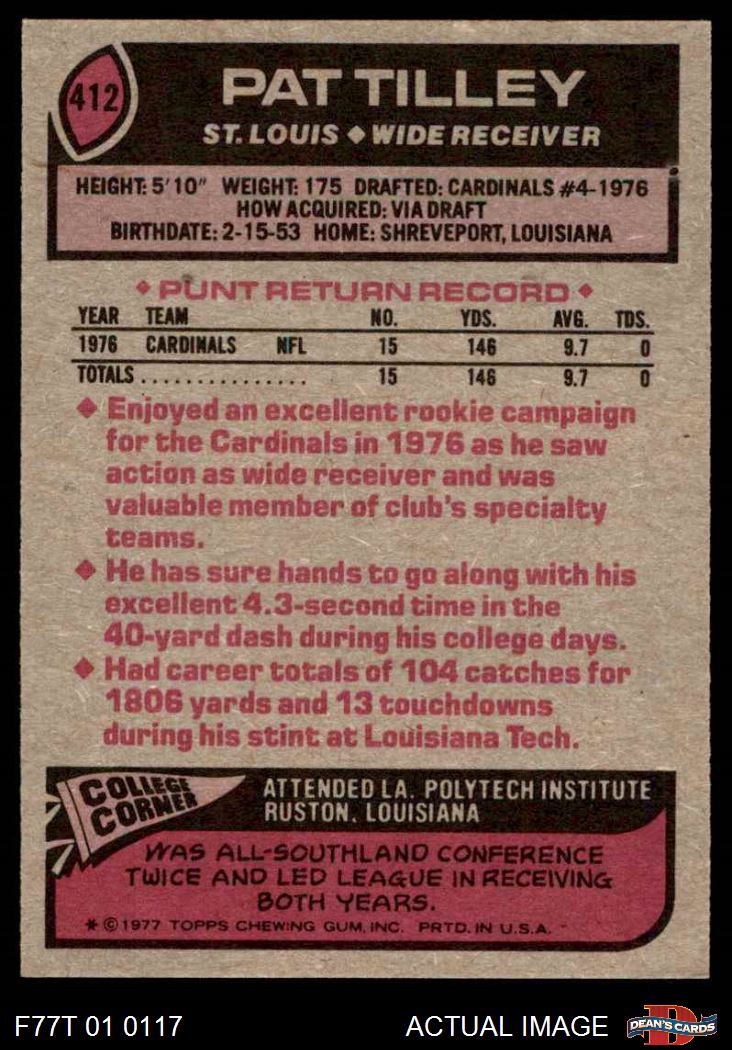 412
PAT TILLEY
ST. LOUIS ◆ WIDE RECEIVER
HEIGHT: 5'10" WEIGHT: 175 DRAFTED: CARDINALS #4-1976
HOW ACQUIRED: VIA DRAFT
BIRTHDATE: 2-15-53 HOME: SHREVEPORT, LOUISIANA
◆ PUNT RETURN RECORD ◆
YEAR TEAM NO. YDS. AVG. TDS.
1976 CARDINALS NFL 15 146 9.7 0
TOTALS............... 15 146 9.7 0
◆ Enjoyed an excellent rookie campaign
for the Cardinals in 1976 as he saw
action as wide receiver and was
valuable member of club's specialty
teams.
◆ He has sure hands to go along with his
excellent 4.3-second time in the
40-yard dash during his college days.
◆ Had career totals of 104 catches for
1806 yards and 13 touchdowns
during his stint at Louisiana Tech.
COLLEGE
CORNER
ATTENDED LA. POLYTECH INSTITUTE
RUSTON, LOUISIANA
WAS ALL-SOUTHLAND CONFERENCE
TWICE AND LED LEAGUE IN RECEIVING
BOTH YEARS.
* © 1977 TOPPS CHEWING GUM, INC. PRTD. IN U.S.A.
F77T 01 0117
ACTUAL IMAGE
D
DEAN'S CARDS